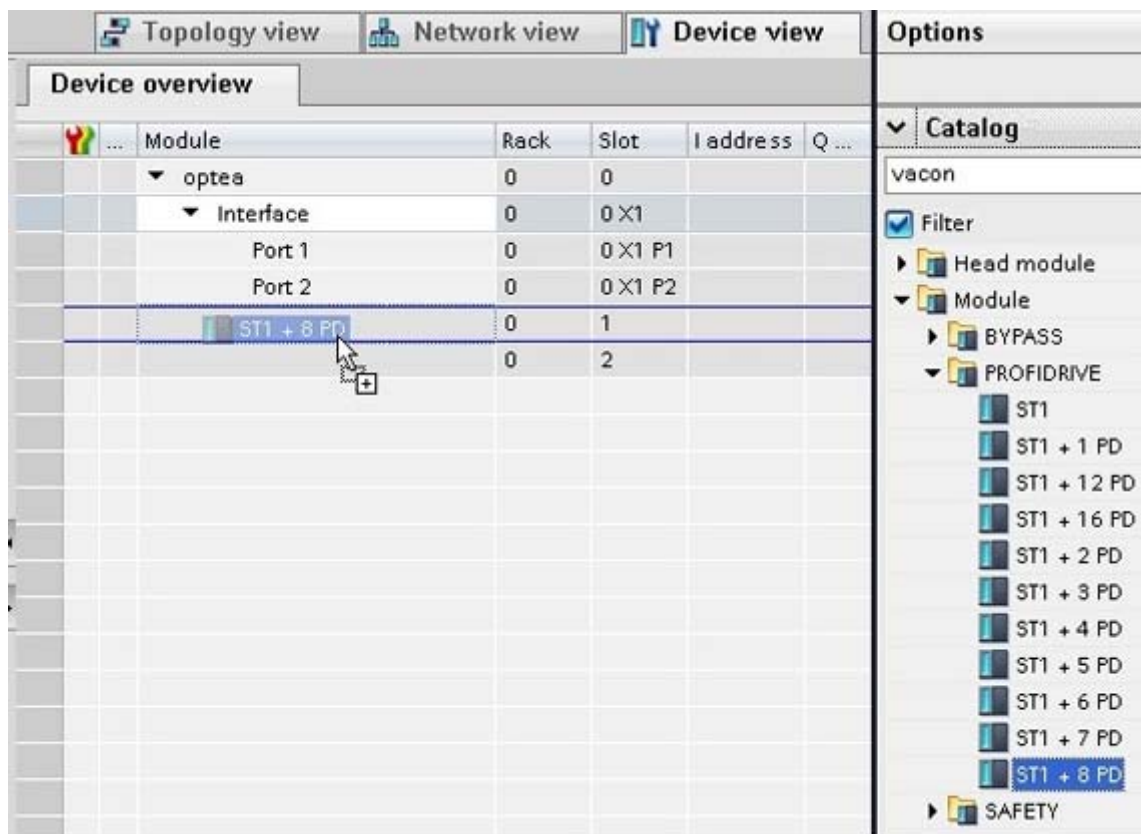 Topology view Network view Device view
Device overview
... Module Rack Slot I address Q ...
optea 0 0
Interface 0 0 X1
Port 1 0 0 X1 P1
Port 2 0 0 X1 P2
ST1 + 8 PD 0 1
0 2
Options
Catalog
vacon
Filter
Head module
Module
BYPASS
PROFIDRIVE
ST1
ST1 + 1 PD
ST1 + 12 PD
ST1 + 16 PD
ST1 + 2 PD
ST1 + 3 PD
ST1 + 4 PD
ST1 + 5 PD
ST1 + 6 PD
ST1 + 7 PD
ST1 + 8 PD
SAFETY